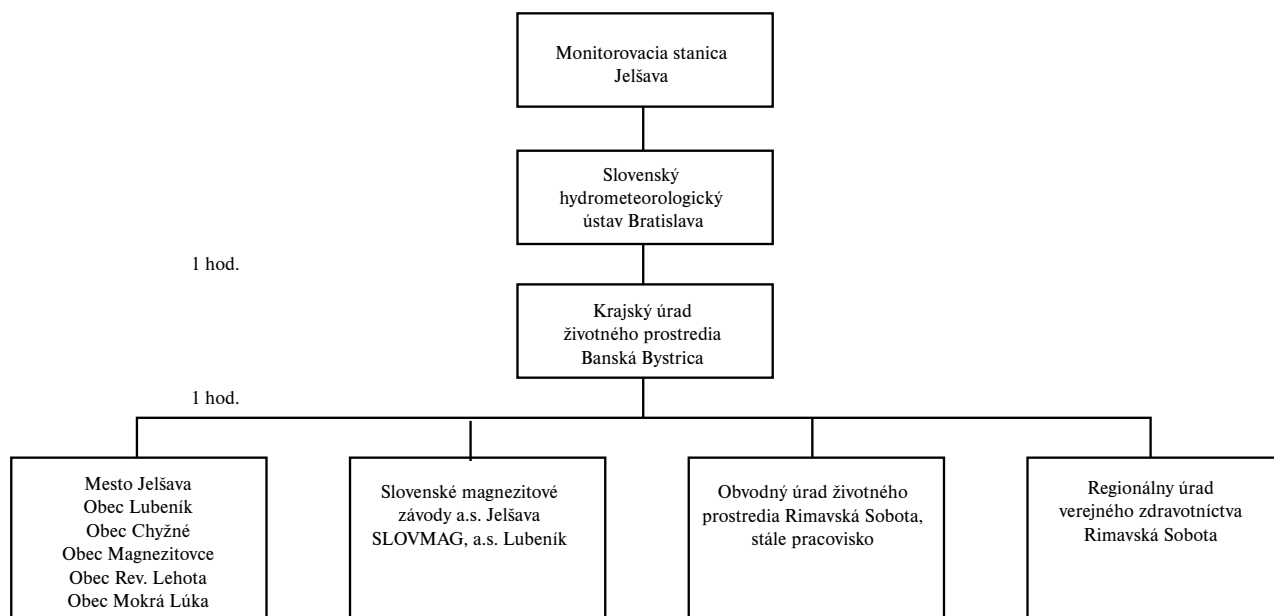 Monitorovacia stanica
Jelšava
Slovenský
hydrometeorologický
ústav Bratislava
1 hod.
Krajský úrad
životného prostredia
Banská Bystrica
1 hod.
Mesto Jelšava
Obec Lubeník
Obec Chyžné
Obec Magnezitovce
Obec Rev. Lehota
Obec Mokrá Lúka
Slovenské magnezitové
závody a.s. Jelšava
SLOVMAG, a.s. Lubeník
Obvodný úrad životného
prostredia Rimavská Sobota,
stále pracovisko
Regionálny úrad
verejného zdravotníctva
Rimavská Sobota